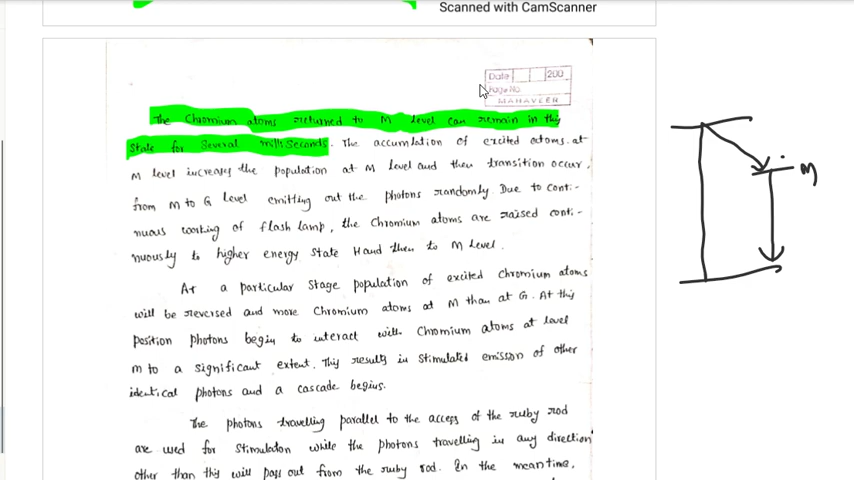 Scanned with CamScanner
Date 200
Page No.
MAHAVEER
The Chromium atoms returned to M level can remain in this
State for several milliSeconds. The accumlation of excited atoms at
M level increases the population at M level and then transition occur
from M to G level emitting out the photons randomly. Due to conti-
nuous working of flash lamp, the Chromium atoms are raised conti-
nuously to higher energy State H and then to M level.
At a particular stage population of excited Chromium atoms
will be reversed and more Chromium atoms at M than at G. At this
position photons begin to interact with Chromium atoms at level
M to a significant extent. This results in Stimulated emission of other
identical photons and a cascade begins.
The photons travelling parallel to the access of the ruby rod
are used for Stimulaton while the photons travelling in any direction
other than this will pass out from the ruby rod. In the meantime,
M